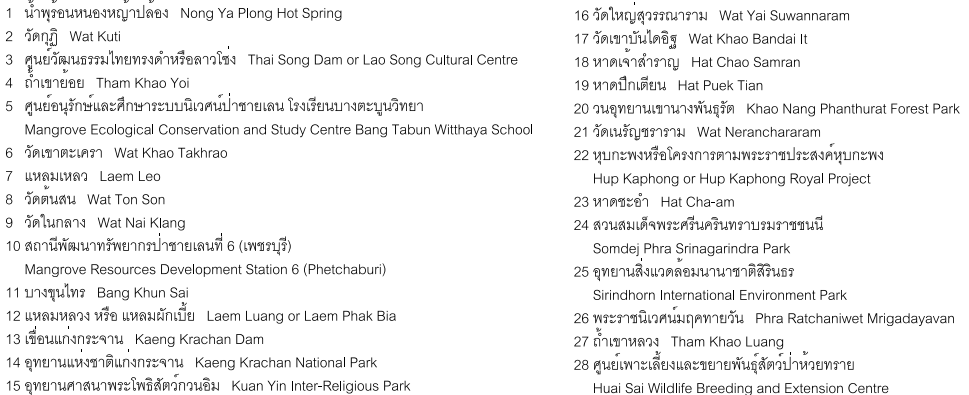 1 น้ำพุร้อนหนองหญ้าปล้อง Nong Ya Plong Hot Spring
2 วัดกุฏิ Wat Kuti
3 ศูนย์วัฒนธรรมไทยทรงดำหรือลาวโซ่ง Thai Song Dam or Lao Song Cultural Centre
4 ถ้ำเขาย้อย Tham Khao Yoi
5 ศูนย์อนุรักษ์และศึกษาระบบนิเวศน์ป่าชายเลน โรงเรียนบางตะบูนวิทยา
Mangrove Ecological Conservation and Study Centre Bang Tabun Witthaya School
6 วัดเขาตะเครา Wat Khao Takhrao
7 แหลมเหลว Laem Leo
8 วัดต้นสน Wat Ton Son
9 วัดในกลาง Wat Nai Klang
10 สถานีพัฒนาทรัพยากรป่าชายเลนที่ 6 (เพชรบุรี)
Mangrove Resources Development Station 6 (Phetchaburi)
11 บางขุนไทร Bang Khun Sai
12 แหลมหลวง หรือ แหลมผักเบี้ย Laem Luang or Laem Phak Bia
13 เขื่อนแก่งกระจาน Kaeng Krachan Dam
14 อุทยานแห่งชาติแก่งกระจาน Kaeng Krachan National Park
15 อุทยานศาสนาพระโพธิสัตว์กวนอิม Kuan Yin Inter-Religious Park
16 วัดใหญ่สุวรรณาราม Wat Yai Suwannaram
17 วัดเขาบันไดอิฐ Wat Khao Bandai It
18 หาดเจ้าสำราญ Hat Chao Samran
19 หาดปึกเตียน Hat Puek Tian
20 วนอุทยานเขานางพันธุรัต Khao Nang Phanthurat Forest Park
21 วัดเนรัญชราราม Wat Neranchararam
22 หุบกะพงหรือโครงการตามพระราชประสงค์หุบกะพง
Hup Kaphong or Hup Kaphong Royal Project
23 หาดชะอำ Hat Cha-am
24 สวนสมเด็จพระศรีนครินทราบรมราชชนนี
Somdej Phra Srinagarindra Park
25 อุทยานสิ่งแวดล้อมนานาชาติสิรินธร
Sirindhorn International Environment Park
26 พระราชนิเวศน์มฤคทายวัน Phra Ratchaniwet Mrigadayavan
27 ถ้ำเขาหลวง Tham Khao Luang
28 ศูนย์เพาะเลี้ยงและขยายพันธุ์สัตว์ป่าห้วยทราย
Huai Sai Wildlife Breeding and Extension Centre